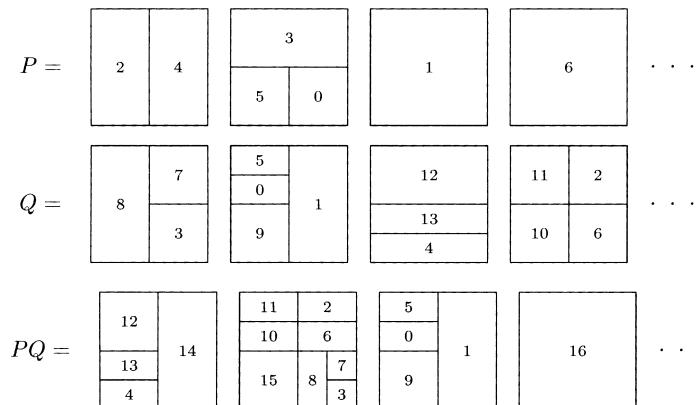 P = 2 4 3 5 0 1 6 · · ·
Q = 8 7 3 5 0 9 1 12 13 4 11 2 10 6 · · ·
PQ = 12 13 4 14 11 2 10 6 15 8 7 3 5 0 9 1 16 · ·